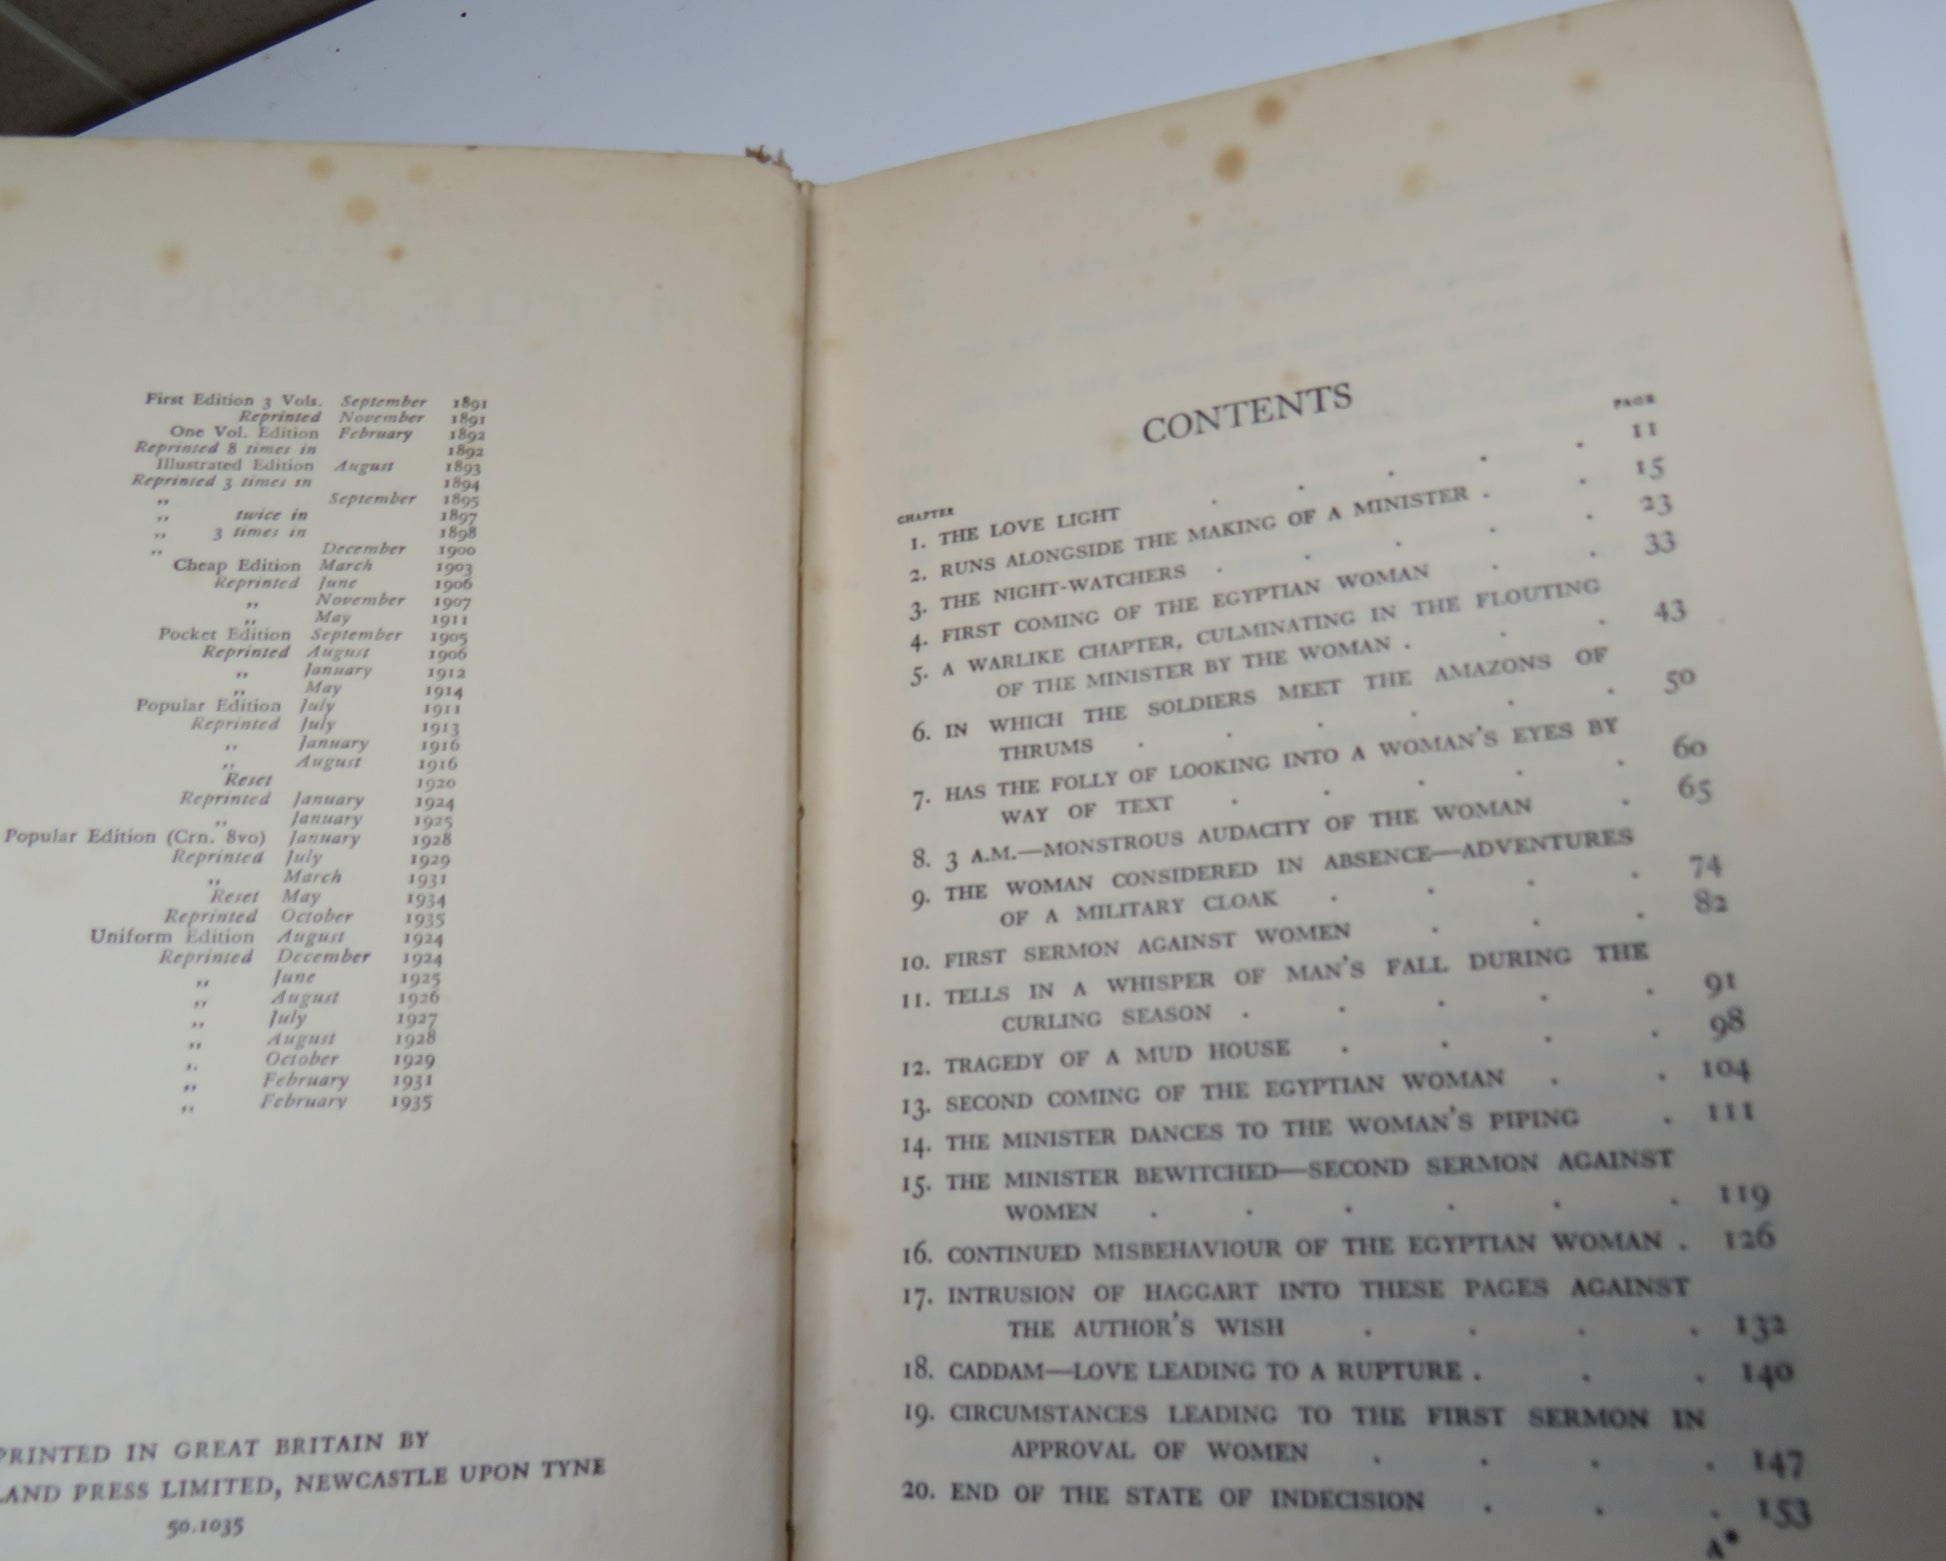 First Edition 3 Vols. September 1891
Reprinted November 1891
One Vol. Edition February 1892
Reprinted 8 times in 1892
Illustrated Edition August 1893
Reprinted 3 times in 1894
,, September 1895
,, twice in 1897
,, 3 times in 1898
,, December 1900
Cheap Edition March 1903
Reprinted June 1906
,, November 1907
,, May 1911
Pocket Edition September 1905
Reprinted August 1906
,, January 1912
,, May 1914
Popular Edition July 1911
Reprinted July 1913
,, January 1916
,, August 1916
Reset 1920
Reprinted January 1924
,, January 1925
Popular Edition (Crn. 8vo) January 1928
Reprinted July 1929
,, March 1931
Reset May 1934
Reprinted October 1935
Uniform Edition August 1924
Reprinted December 1924
,, June 1925
,, August 1926
,, July 1927
,, August 1928
,, October 1929
,, February 1931
,, February 1935
PRINTED IN GREAT BRITAIN BY
LAND PRESS LIMITED, NEWCASTLE UPON TYNE
50.1035
CONTENTS
CHAPTER PAGE
1. THE LOVE LIGHT . . . . . 11
2. RUNS ALONGSIDE THE MAKING OF A MINISTER . . 15
3. THE NIGHT-WATCHERS . . . . . 23
4. FIRST COMING OF THE EGYPTIAN WOMAN . . 33
5. A WARLIKE CHAPTER, CULMINATING IN THE FLOUTING
OF THE MINISTER BY THE WOMAN . . . 43
6. IN WHICH THE SOLDIERS MEET THE AMAZONS OF
THRUMS . . . . . . 50
7. HAS THE FOLLY OF LOOKING INTO A WOMAN'S EYES BY
WAY OF TEXT . . . . . 60
8. 3 A.M.—MONSTROUS AUDACITY OF THE WOMAN . 65
9. THE WOMAN CONSIDERED IN ABSENCE—ADVENTURES
OF A MILITARY CLOAK . . . . 74
10. FIRST SERMON AGAINST WOMEN . . . 82
11. TELLS IN A WHISPER OF MAN'S FALL DURING THE
CURLING SEASON . . . . . 91
12. TRAGEDY OF A MUD HOUSE . . . . 98
13. SECOND COMING OF THE EGYPTIAN WOMAN . . 104
14. THE MINISTER DANCES TO THE WOMAN'S PIPING . 111
15. THE MINISTER BEWITCHED—SECOND SERMON AGAINST
WOMEN . . . . . . 119
16. CONTINUED MISBEHAVIOUR OF THE EGYPTIAN WOMAN . 126
17. INTRUSION OF HAGGART INTO THESE PAGES AGAINST
THE AUTHOR'S WISH . . . . 132
18. CADDAM—LOVE LEADING TO A RUPTURE . . . 140
19. CIRCUMSTANCES LEADING TO THE FIRST SERMON IN
APPROVAL OF WOMEN . . . . 147
20. END OF THE STATE OF INDECISION . . . 153
A*